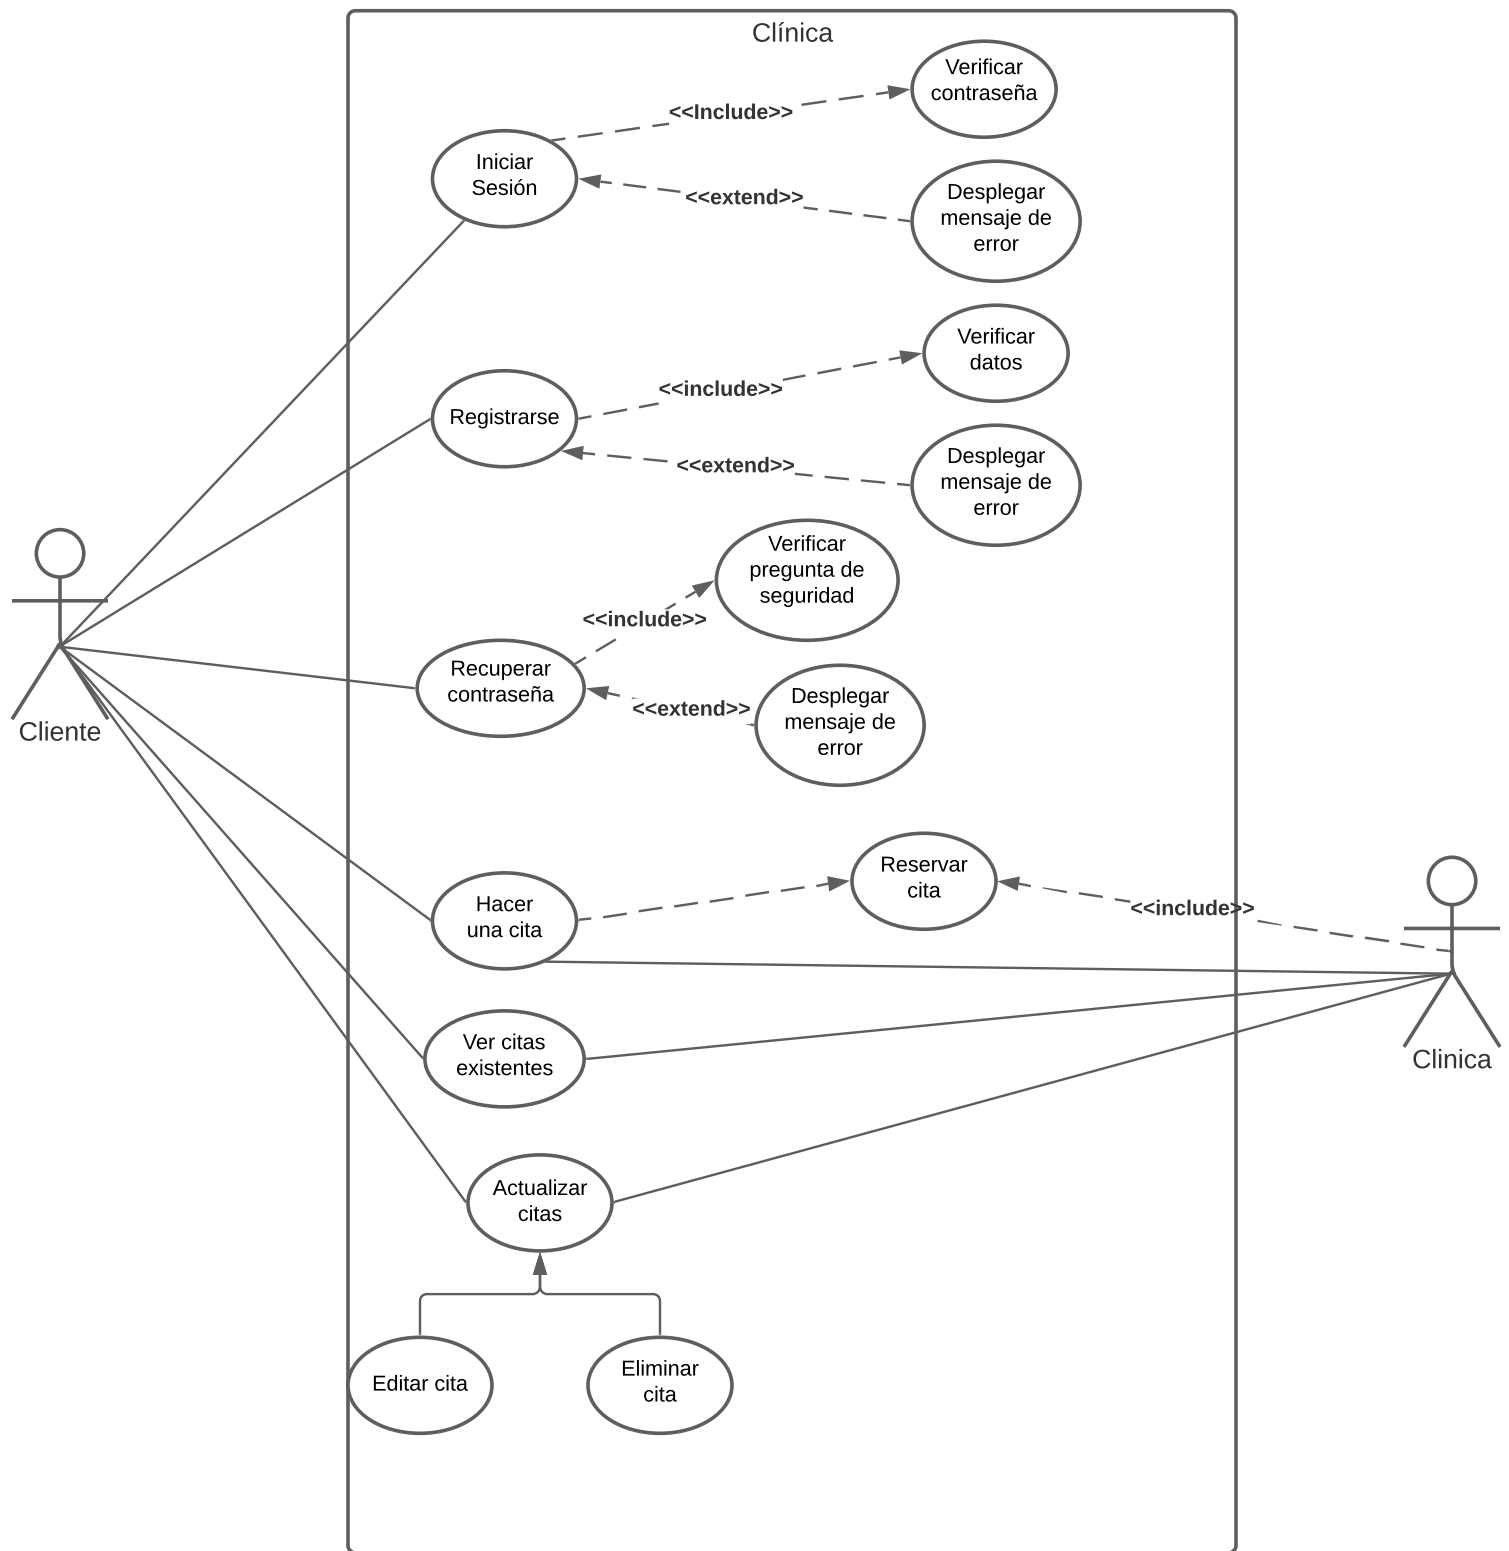 Clínica
Verificar
contraseña
<<Include>>
Iniciar
Sesión
<<extend>>
Desplegar
mensaje de
error
Verificar
datos
<<include>>
Registrarse
<<extend>>
Desplegar
mensaje de
error
Verificar
pregunta de
seguridad
<<include>>
Recuperar
contraseña
<<extend>>
Desplegar
mensaje de
error
Cliente
Reservar
cita
<<include>>
Hacer
una cita
Ver citas
existentes
Clinica
Actualizar
citas
Editar cita
Eliminar
cita